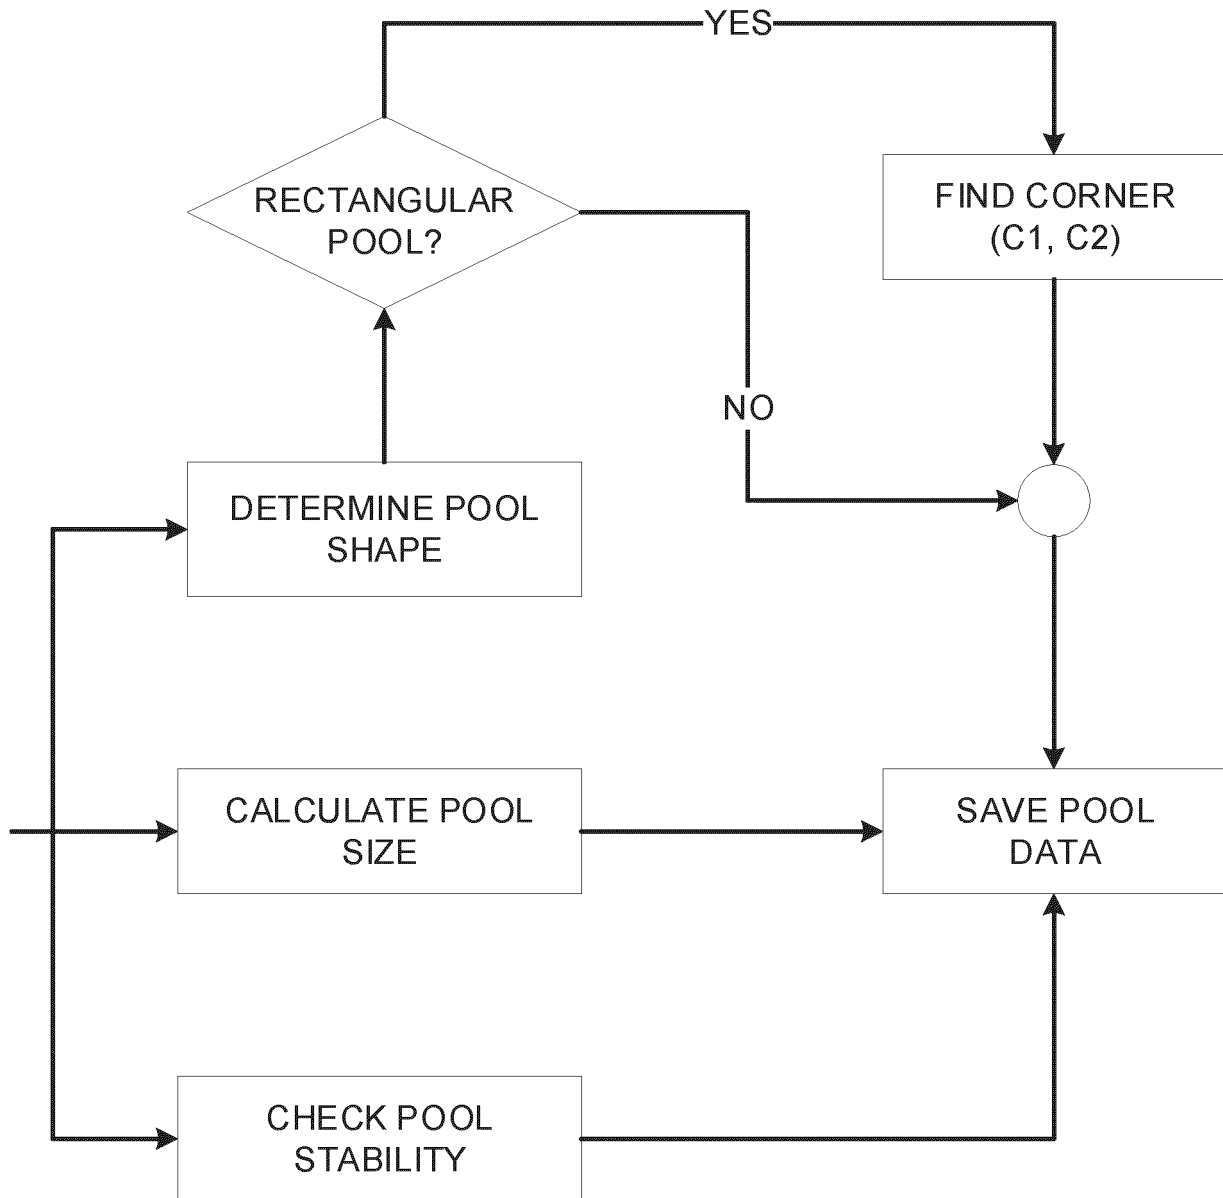 YES
RECTANGULAR
POOL?
FIND CORNER
(C1, C2)
NO
DETERMINE POOL
SHAPE
CALCULATE POOL
SIZE
SAVE POOL
DATA
CHECK POOL
STABILITY